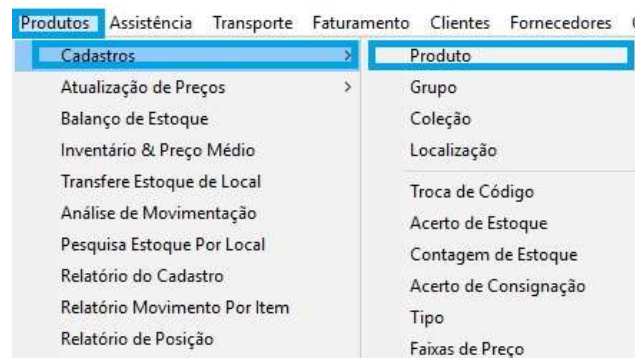 Produtos Assistência Transporte Faturamento Clientes Fornecedores
Cadastros >
Atualização de Preços >
Balanço de Estoque
Inventário & Preço Médio
Transfere Estoque de Local
Análise de Movimentação
Pesquisa Estoque Por Local
Relatório do Cadastro
Relatório Movimento Por Item
Relatório de Posição
Produto
Grupo
Coleção
Localização
Troca de Código
Acerto de Estoque
Contagem de Estoque
Acerto de Consignação
Tipo
Faixas de Preço